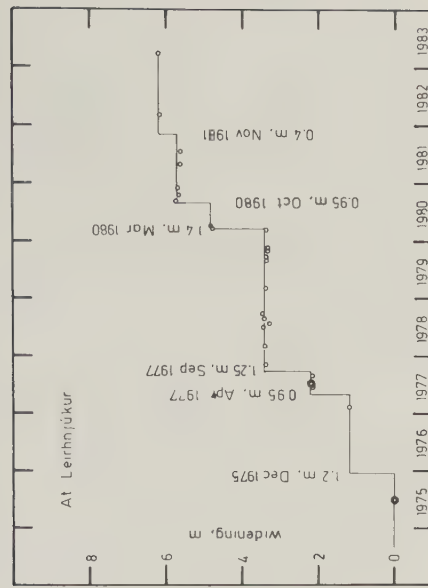 At Leirhnjúkur
widening, m
8
6
4
2
0
1.2 m. Dec 1975
0.95 m. Apr 1977
1.25 m. Sep 1977
1.4 m. Mar 1980
0.95 m. Oct 1980
0.4 m. Nov 1981
1975 1976 1977 1978 1979 1980 1981 1982 1983